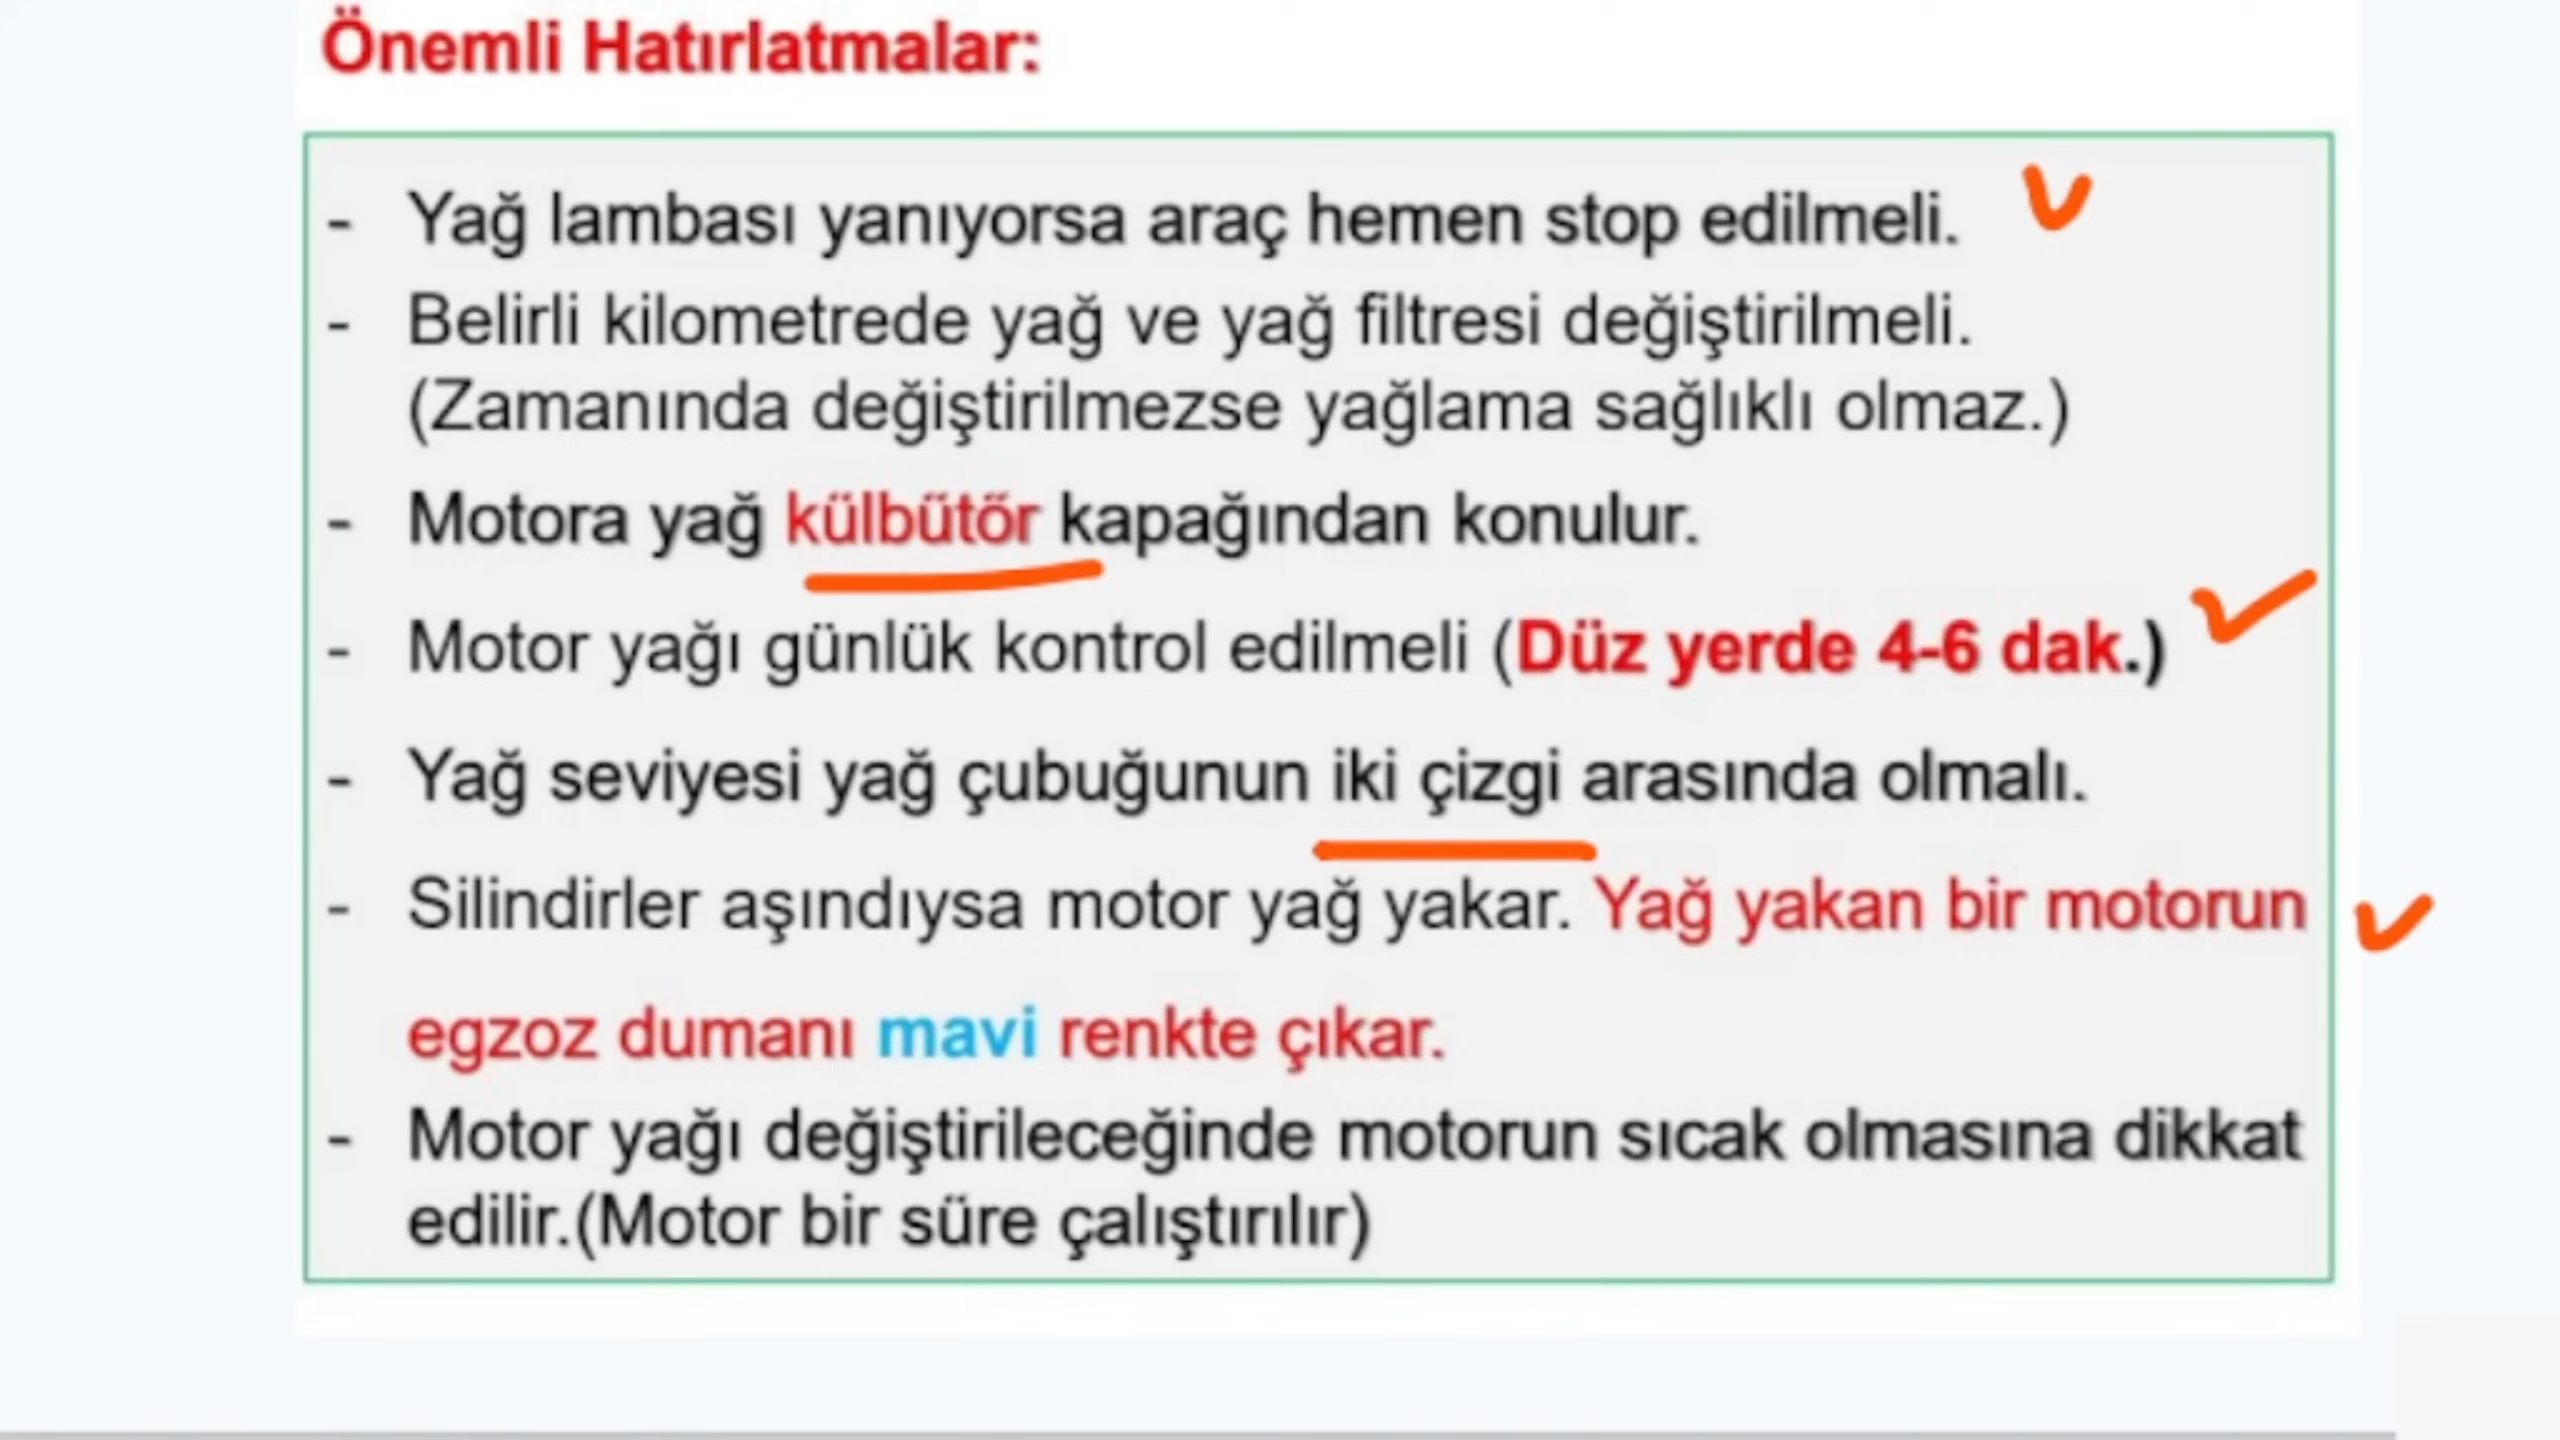 Önemli Hatırlatmalar:
- Yağ lambası yanıyorsa araç hemen stop edilmeli.
- Belirli kilometrede yağ ve yağ filtresi değiştirilmeli.
(Zamanında değiştirilmezse yağlama sağlıklı olmaz.)
- Motora yağ külbűtőr kapağından konulur.
- Motor yağı günlük kontrol edilmeli (Düz yerde 4-6 dak.)
- Yağ seviyesi yağ çubuğunun iki çizgi arasında olmalı.
- Silindirler aşındıysa motor yağ yakar. Yağ yakan bir motorun
egzoz dumanı mavi renkte çıkar.
- Motor yağı değiştirileceğinde motorun sıcak olmasına dikkat
edilir.(Motor bir süre çalıştırılır)